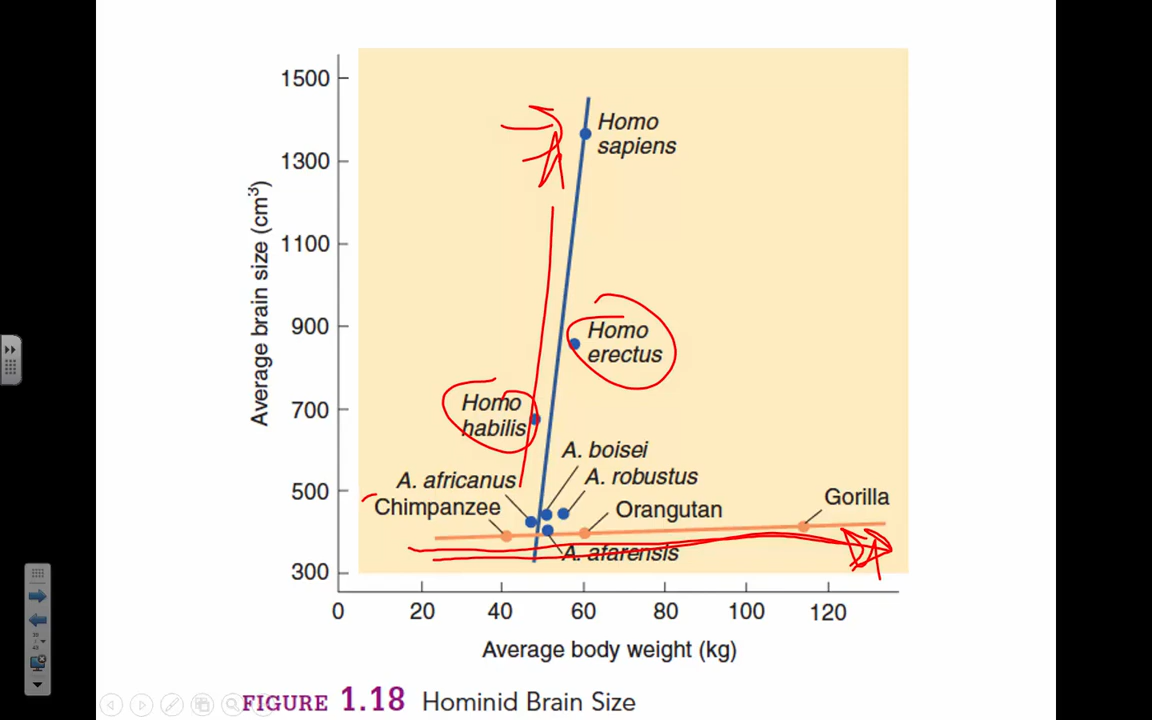 1500
Homo
sapiens
1300
1100
Average brain size (cm³)
900
Homo
erectus
700
Homo
habilis
A. boisei
A. africanus
A. robustus
500
Chimpanzee
Orangutan
Gorilla
A. afarensis
300
0 20 40 60 80 100 120
Average body weight (kg)
FIGURE 1.18 Hominid Brain Size